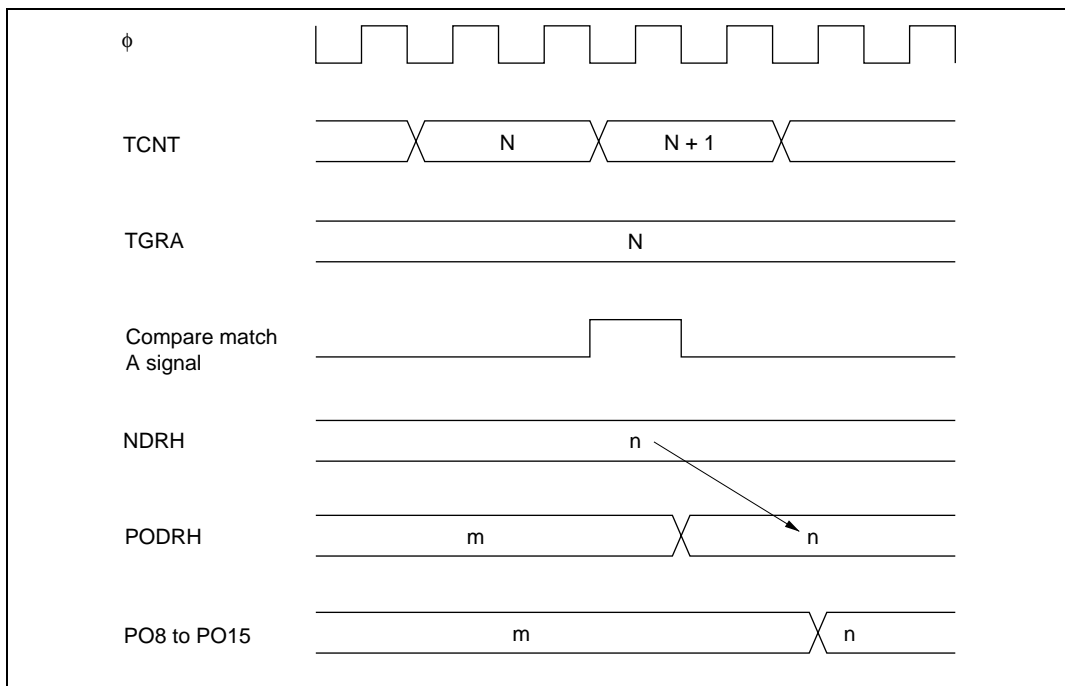 ϕ
TCNT
N
N + 1
TGRA
N
Compare match
A signal
NDRH
n
PODRH
m
n
PO8 to PO15
m
n